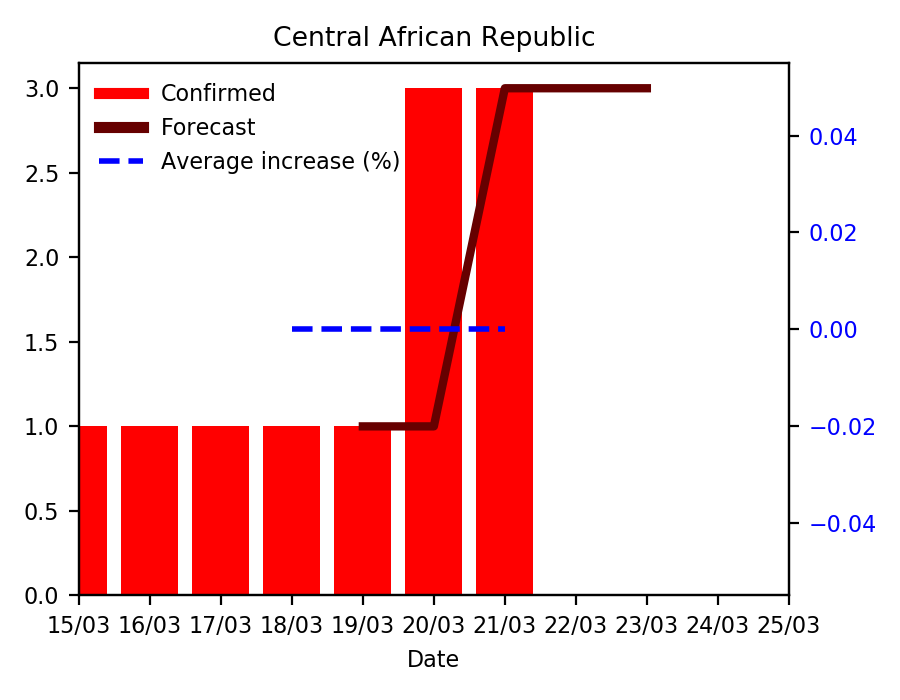 Central African Republic
Confirmed
Forecast
Average increase (%)
3.0
2.5
2.0
1.5
1.0
0.5
0.0
0.04
0.02
0.00
−0.02
−0.04
15/03 16/03 17/03 18/03 19/03 20/03 21/03 22/03 23/03 24/03 25/03
Date